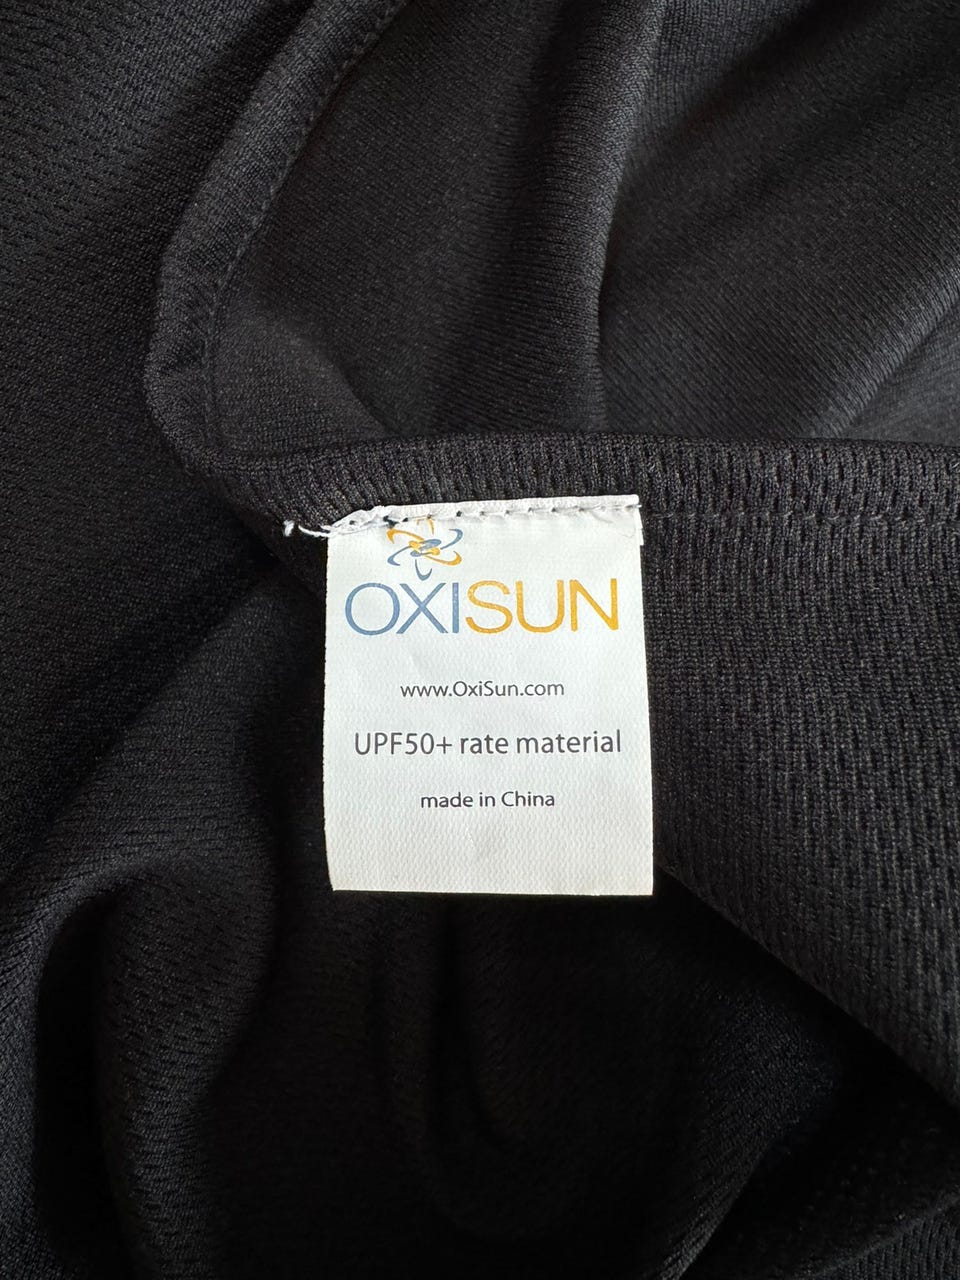 OXISUN
www.OxiSun.com
UPF50+ rate material
made in China